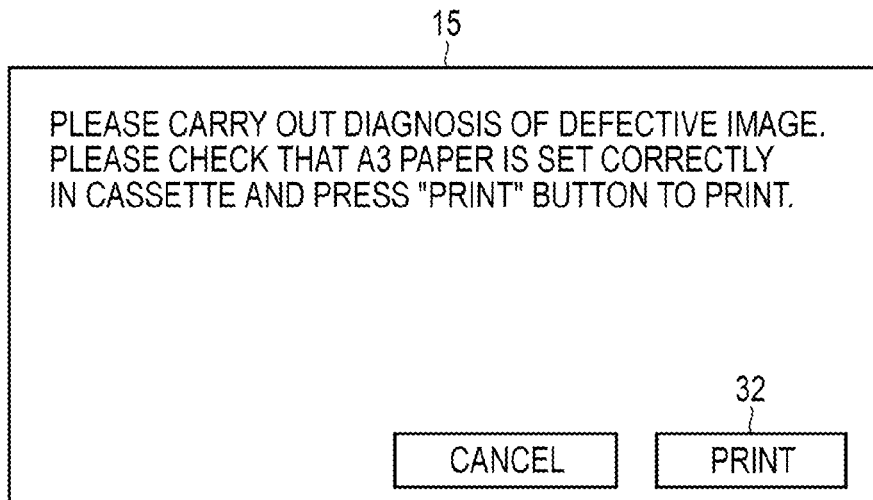 15
PLEASE CARRY OUT DIAGNOSIS OF DEFECTIVE IMAGE.
PLEASE CHECK THAT A3 PAPER IS SET CORRECTLY
IN CASSETTE AND PRESS "PRINT" BUTTON TO PRINT.
32
CANCEL PRINT